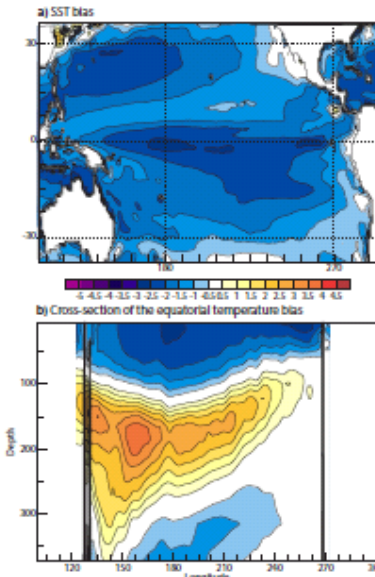 a) SST bias
30
0
-30
180
270
-5 -4.5 -4 -3.5 -3 -2.5 -2 -1.5 -1 -0.5 0.5 1 1.5 2 2.5 3 3.5 4 4.5
b) Cross-section of the equatorial temperature bias
100
200
300
Depth
120 150 180 210 240 270 300
Longitude